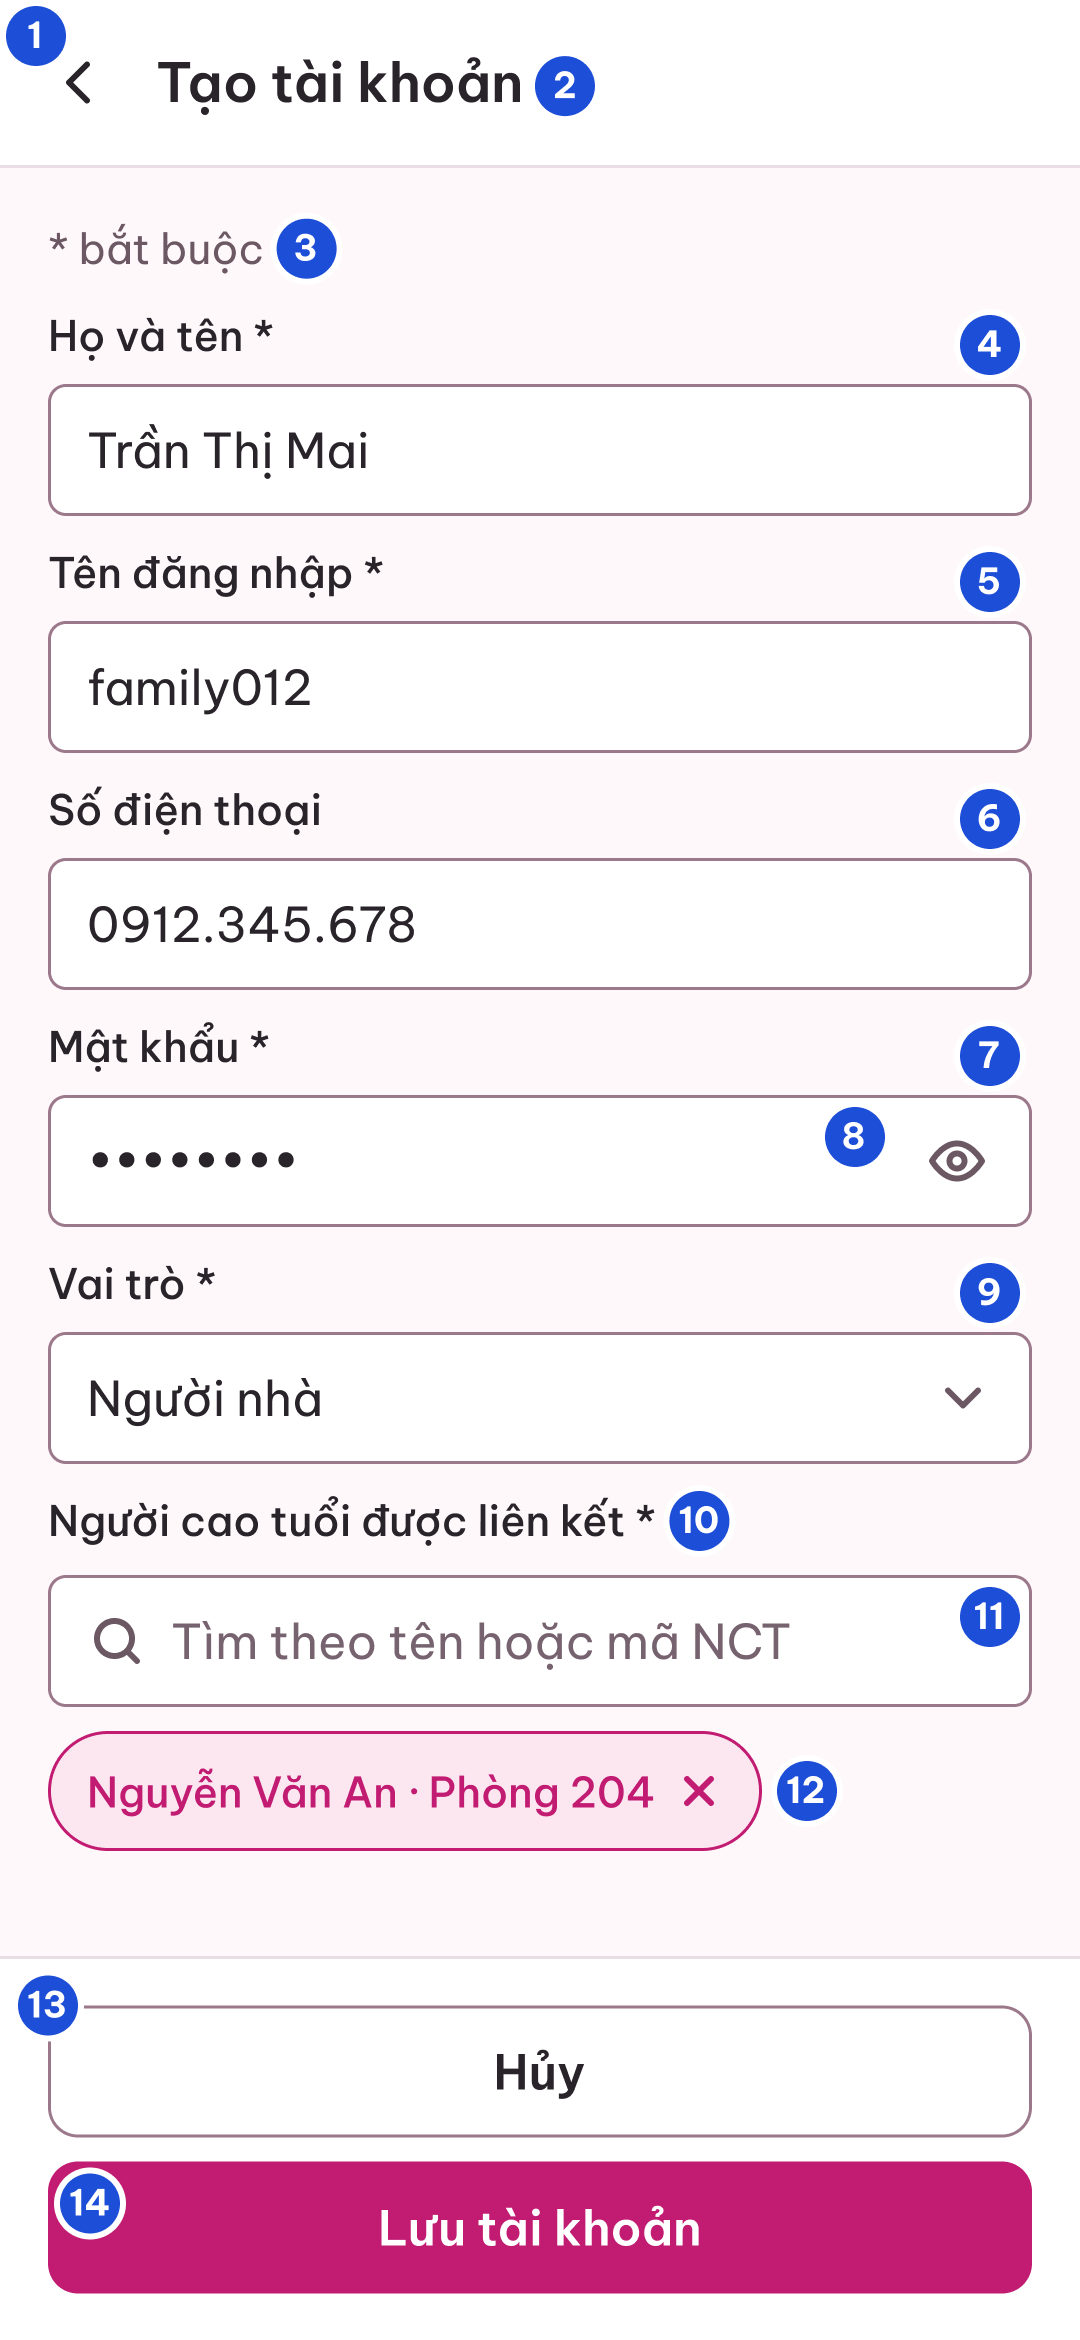 1
Tạo tài khoản 2
* bắt buộc 3
Họ và tên * 4
Trần Thị Mai
Tên đăng nhập * 5
family012
Số điện thoại 6
0912.345.678
Mật khẩu * 7
•••••••• 8
Vai trò * 9
Người nhà
Người cao tuổi được liên kết * 10
Tìm theo tên hoặc mã NCT 11
Nguyễn Văn An · Phòng 204 12
13
Hủy
14
Lưu tài khoản